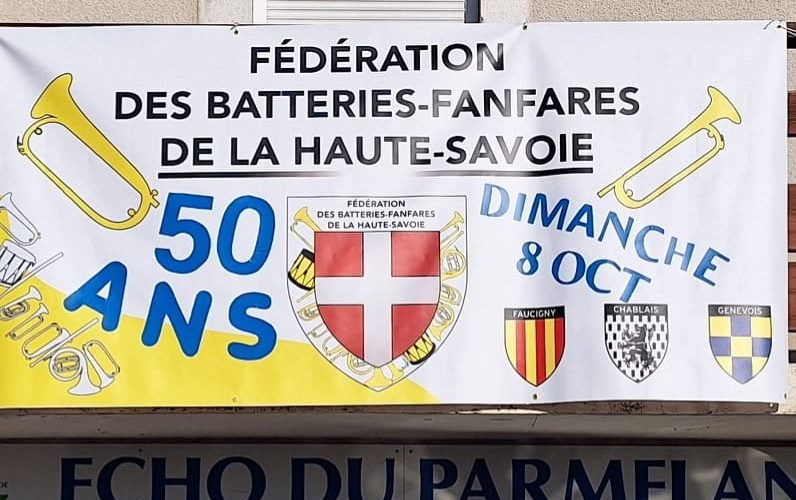 FÉDÉRATION
DES BATTERIES-FANFARES
DE LA HAUTE-SAVOIE
50
ANS
FÉDÉRATION
DES BATTERIES-FANFARES
DE LA HAUTE-SAVOIE
DIMANCHE
8 OCT
FAUCIGNY
CHABLAIS
GENEVOIS
ECHO DU PARMELAN